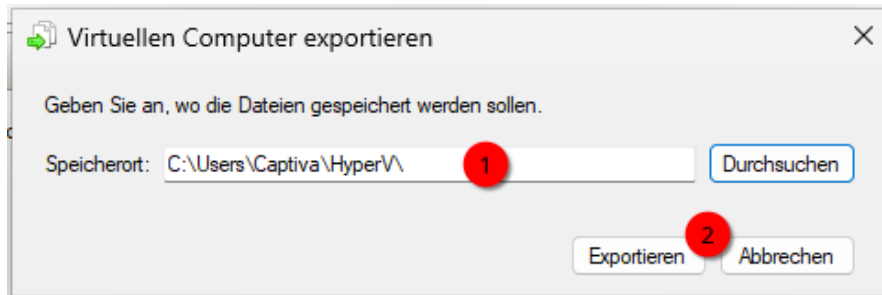 Virtuellen Computer exportieren
Geben Sie an, wo die Dateien gespeichert werden sollen.
Speicherort: C:\Users\Captiva\HyperV\ 1 Durchsuchen
2
Exportieren Abbrechen